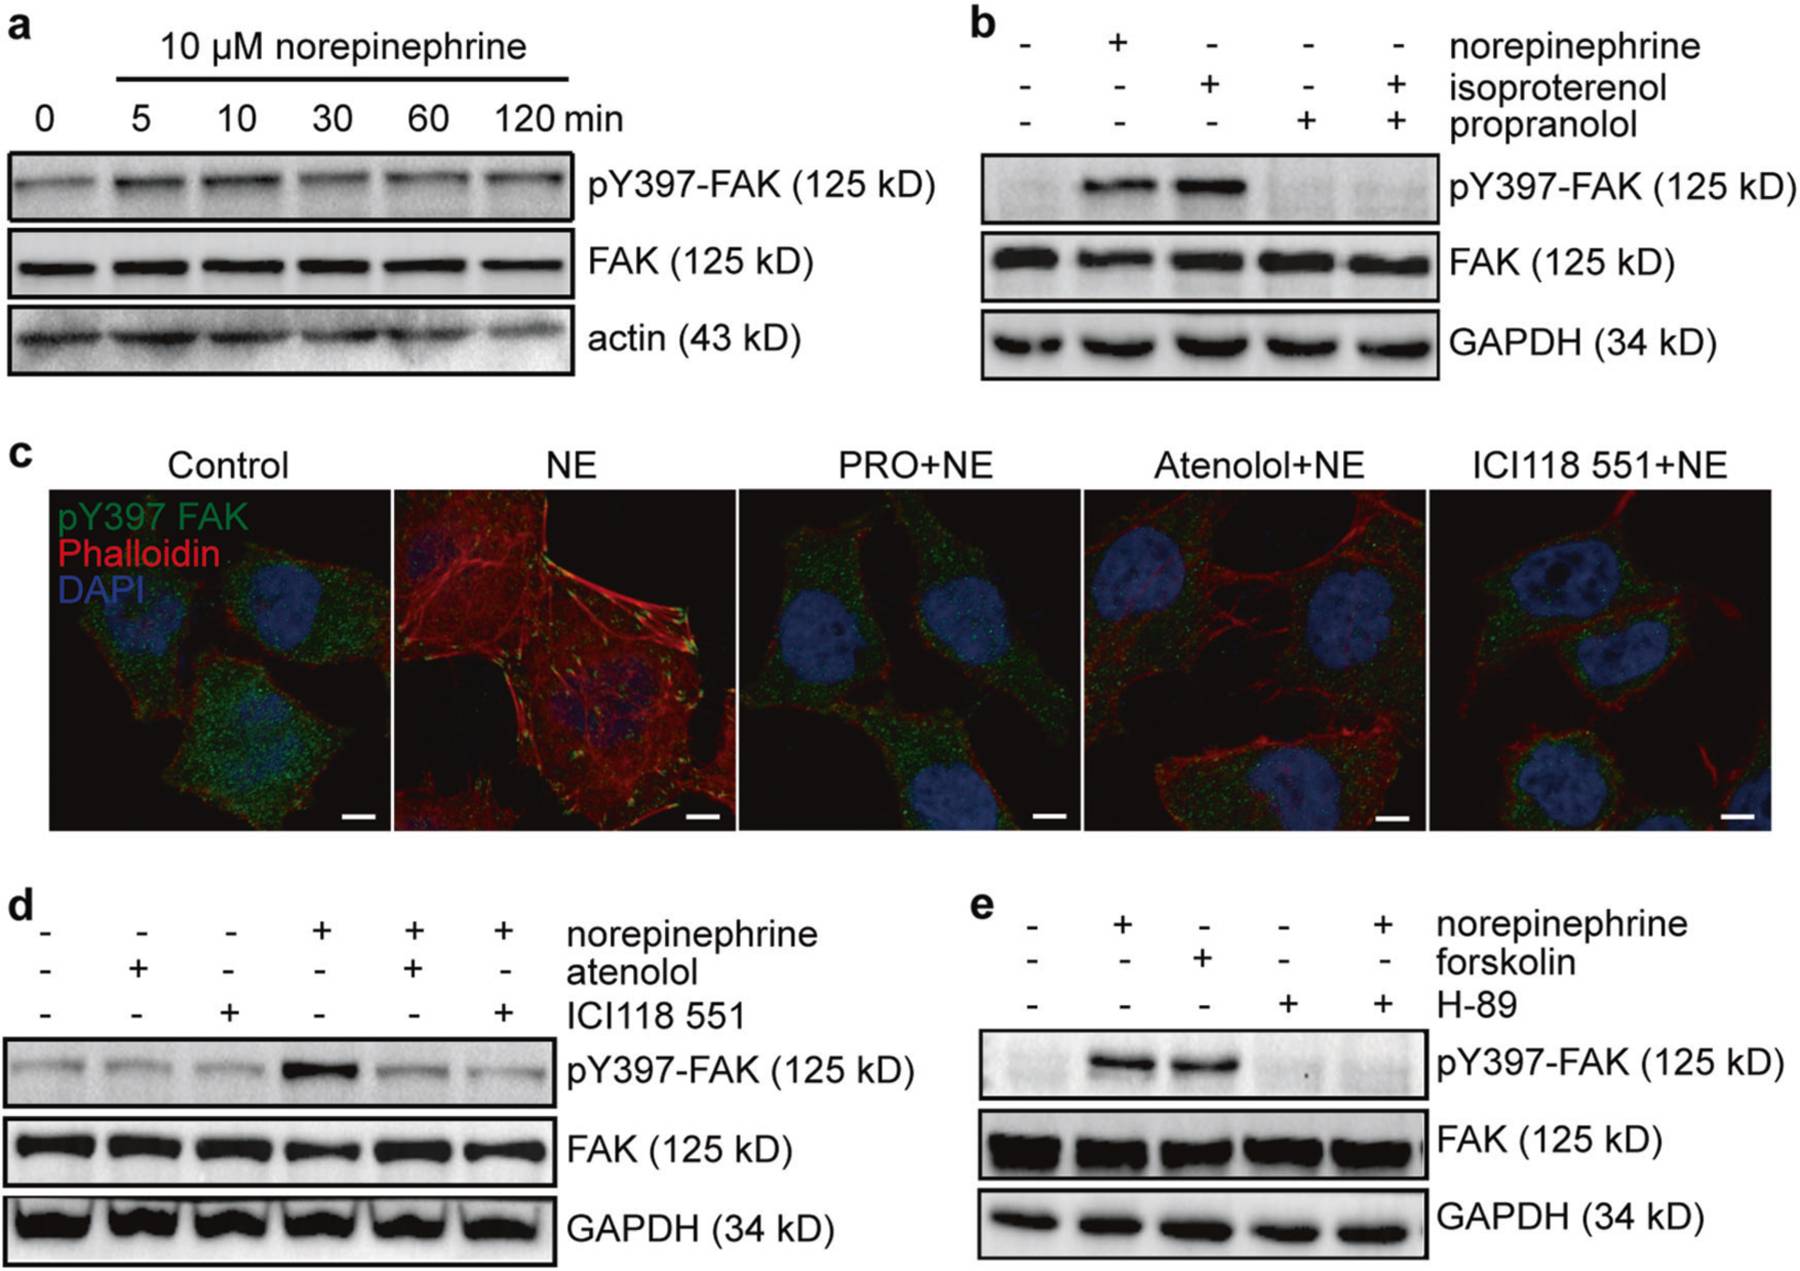 a
10 µM norepinephrine
0 5 10 30 60 120 min
pY397-FAK (125 kD)
FAK (125 kD)
actin (43 kD)
b
- + - - - norepinephrine
- - + - + isoproterenol
- - - + + propranolol
pY397-FAK (125 kD)
FAK (125 kD)
GAPDH (34 kD)
c
Control NE PRO+NE Atenolol+NE ICI118 551+NE
pY397 FAK
Phalloidin
DAPI
d
- - - + + + norepinephrine
- + - - + - atenolol
- - + - - + ICI118 551
pY397-FAK (125 kD)
FAK (125 kD)
GAPDH (34 kD)
e
- + - - + norepinephrine
- - + - - forskolin
- - - + + H-89
pY397-FAK (125 kD)
FAK (125 kD)
GAPDH (34 kD)